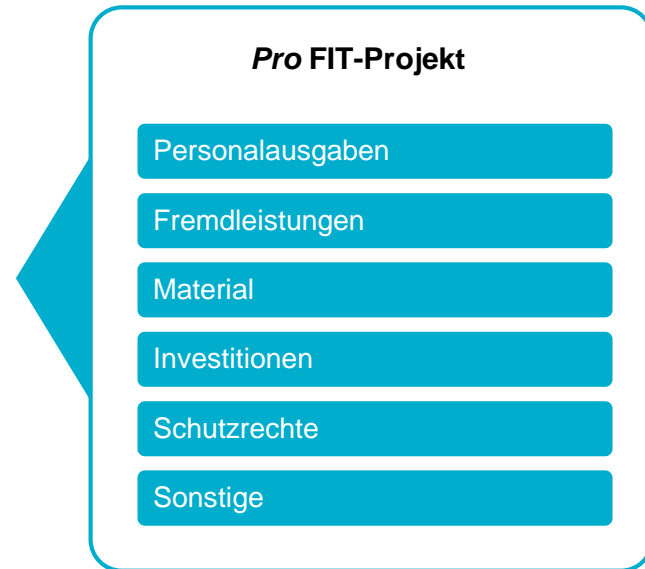 Pro FIT-Projekt
Personalausgaben
Fremdleistungen
Material
Investitionen
Schutzrechte
Sonstige